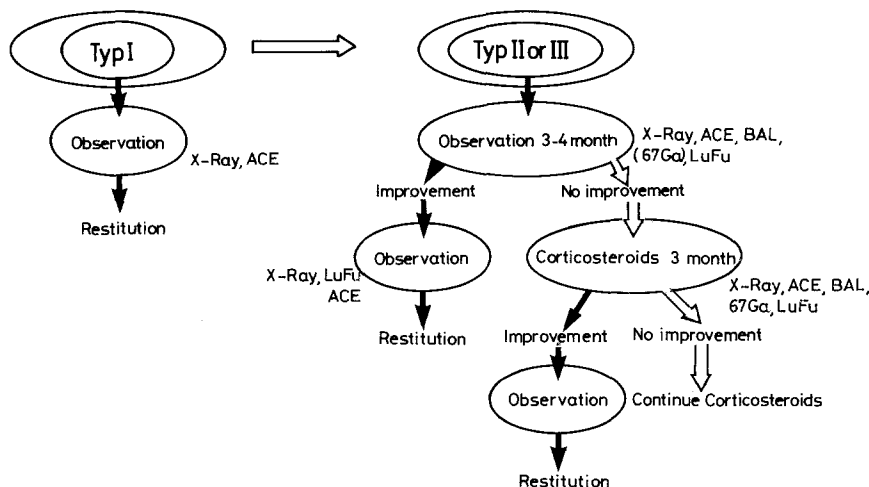 Typ I
Typ II or III
Observation
X-Ray, ACE
Restitution
Observation 3-4 month
X-Ray, ACE, BAL,
(67Ga), LuFu
Improvement
No improvement
Observation
X-Ray, LuFu
ACE
Restitution
Corticosteroids 3 month
X-Ray, ACE, BAL,
67Ga, LuFu
Improvement
No improvement
Observation
Continue Corticosteroids
Restitution